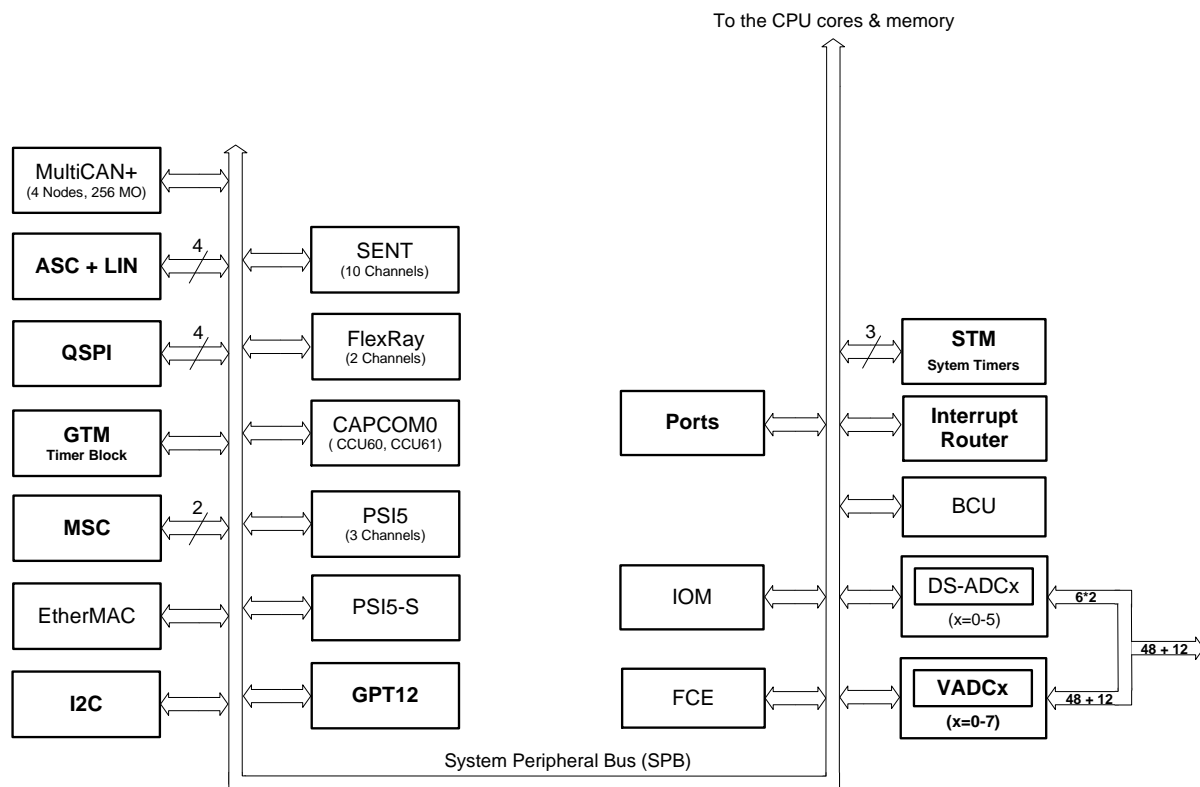 To the CPU cores & memory
MultiCAN+
(4 Nodes, 256 MO)
ASC + LIN
4
SENT
(10 Channels)
QSPI
4
FlexRay
(2 Channels)
GTM
Timer Block
CAPCOM0
( CCU60, CCU61)
MSC
2
PSI5
(3 Channels)
EtherMAC
PSI5-S
I2C
GPT12
System Peripheral Bus (SPB)
3
STM
Sytem Timers
Ports
Interrupt
Router
BCU
IOM
DS-ADCx
(x=0-5)
6*2
48 + 12
FCE
VADCx
(x=0-7)
48 + 12